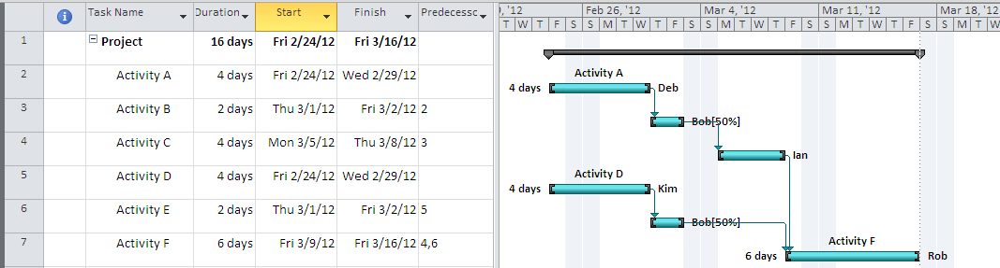 Task Name Duration Start Finish Predecessc , '12 Feb 26, '12 Mar 4, '12 Mar 11, '12 Mar 18, '12
T W T F S S M T W T F S S M T W T F S S M T W T F S S M T W
1 Project 16 days Fri 2/24/12 Fri 3/16/12
2 Activity A 4 days Fri 2/24/12 Wed 2/29/12 Activity A
4 days Deb
3 Activity B 2 days Thu 3/1/12 Fri 3/2/12 2 Bob[50%]
4 Activity C 4 days Mon 3/5/12 Thu 3/8/12 3 Ian
5 Activity D 4 days Fri 2/24/12 Wed 2/29/12 Activity D
4 days Kim
6 Activity E 2 days Thu 3/1/12 Fri 3/2/12 5 Bob[50%]
7 Activity F 6 days Fri 3/9/12 Fri 3/16/12 4,6 Activity F
6 days Rob